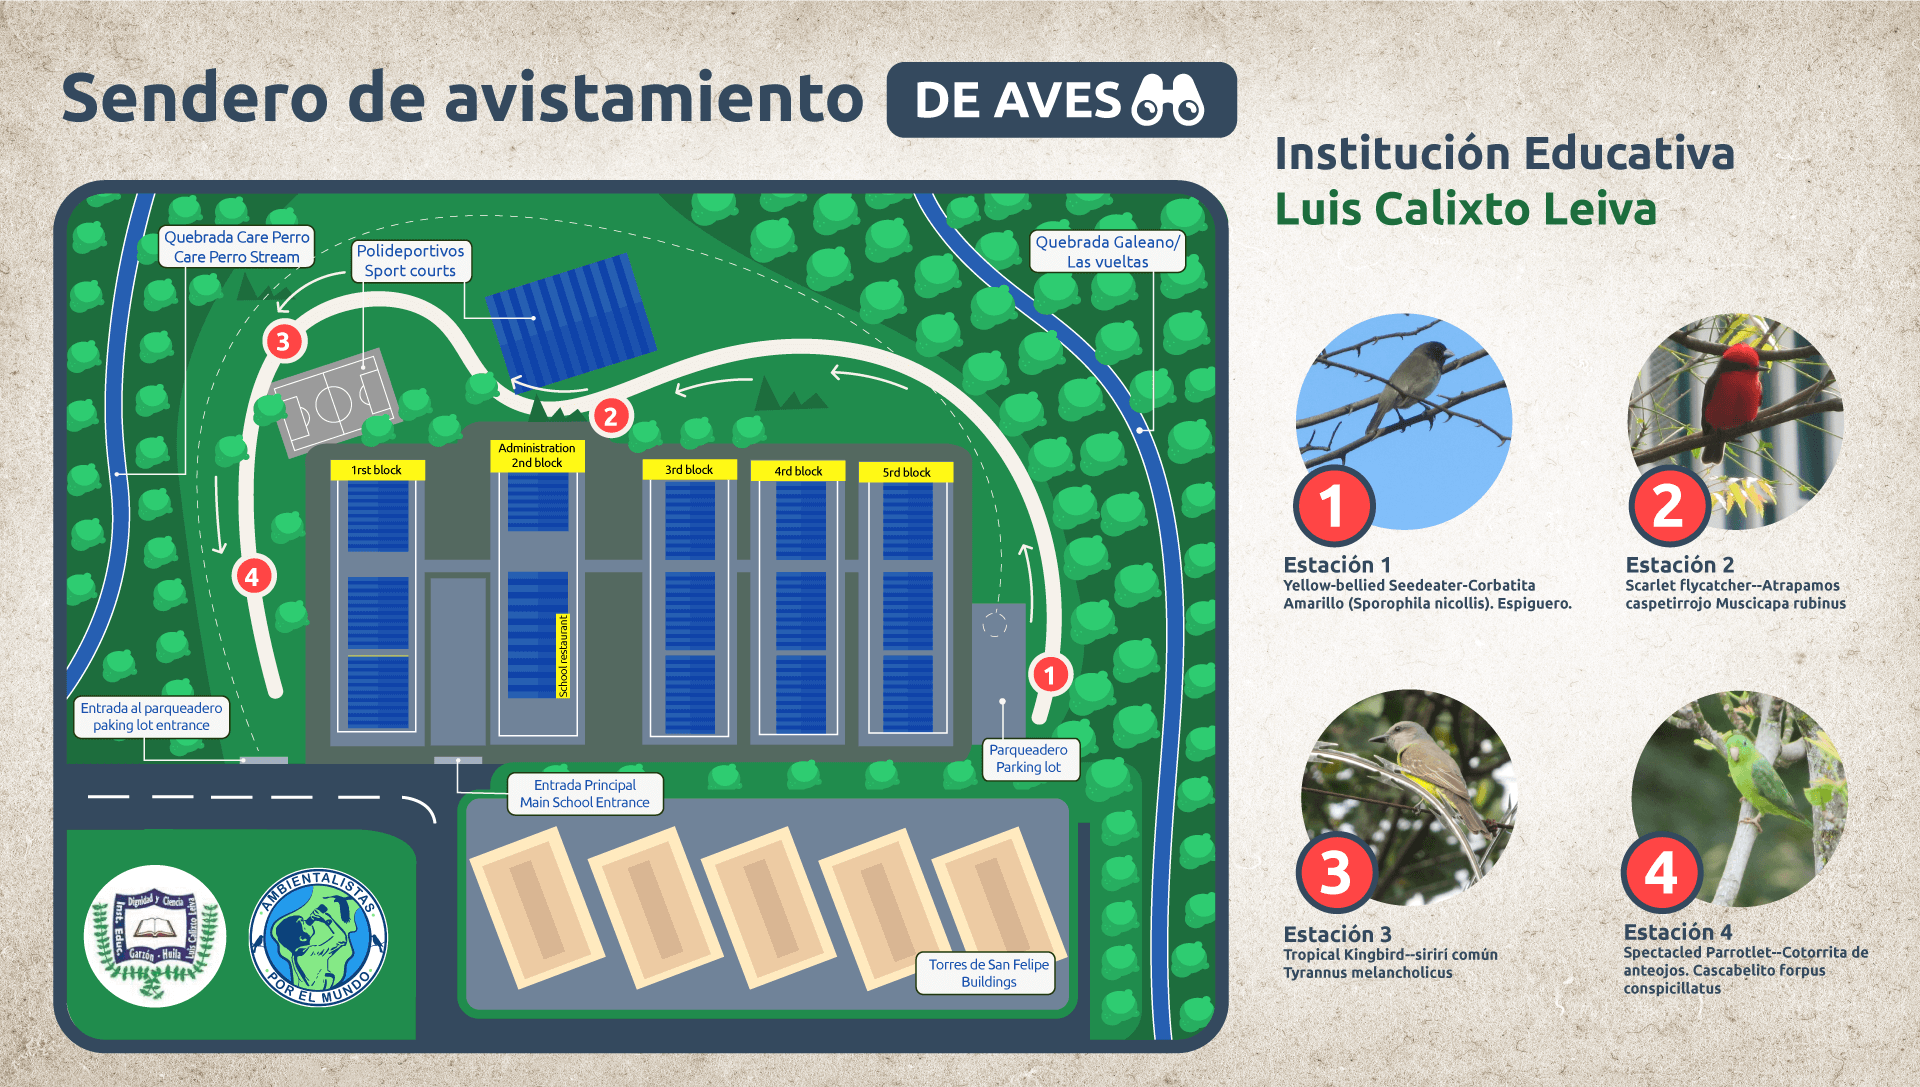 Sendero de avistamiento DE AVES
Institución Educativa
Luis Calixto Leiva
Quebrada Care Perro
Care Perro Stream
Polideportivos
Sport courts
Quebrada Galeano/
Las vueltas
3
2
4
1
1rst block
Administration
2nd block
3rd block
4rd block
5rd block
School restaurant
Entrada al parqueadero
paking lot entrance
Parqueadero
Parking lot
Entrada Principal
Main School Entrance
Torres de San Felipe
Buildings
Dignidad y Ciencia
Inst. Educ.
Luis Calixto Leiva
Garzón - Huila
AMBIENTALISTAS
POR EL MUNDO
1
Estación 1
Yellow-bellied Seedeater-Corbatita
Amarillo (Sporophila nicollis). Espiguero.
2
Estación 2
Scarlet flycatcher--Atrapamos
caspetirrojo Muscicapa rubinus
3
Estación 3
Tropical Kingbird--sirirí común
Tyrannus melancholicus
4
Estación 4
Spectacled Parrotlet--Cotorrita de
anteojos. Cascabelito forpus
conspicillatus